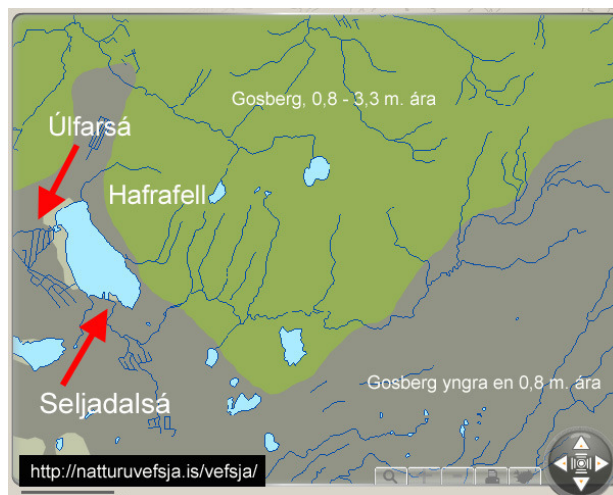 Gosberg, 0,8 - 3,3 m. ára
Úlfarsá
Hafrafell
Gosberg yngra en 0,8 m. ára
Seljadalsá
http://natturuvefsja.is/vefsja/